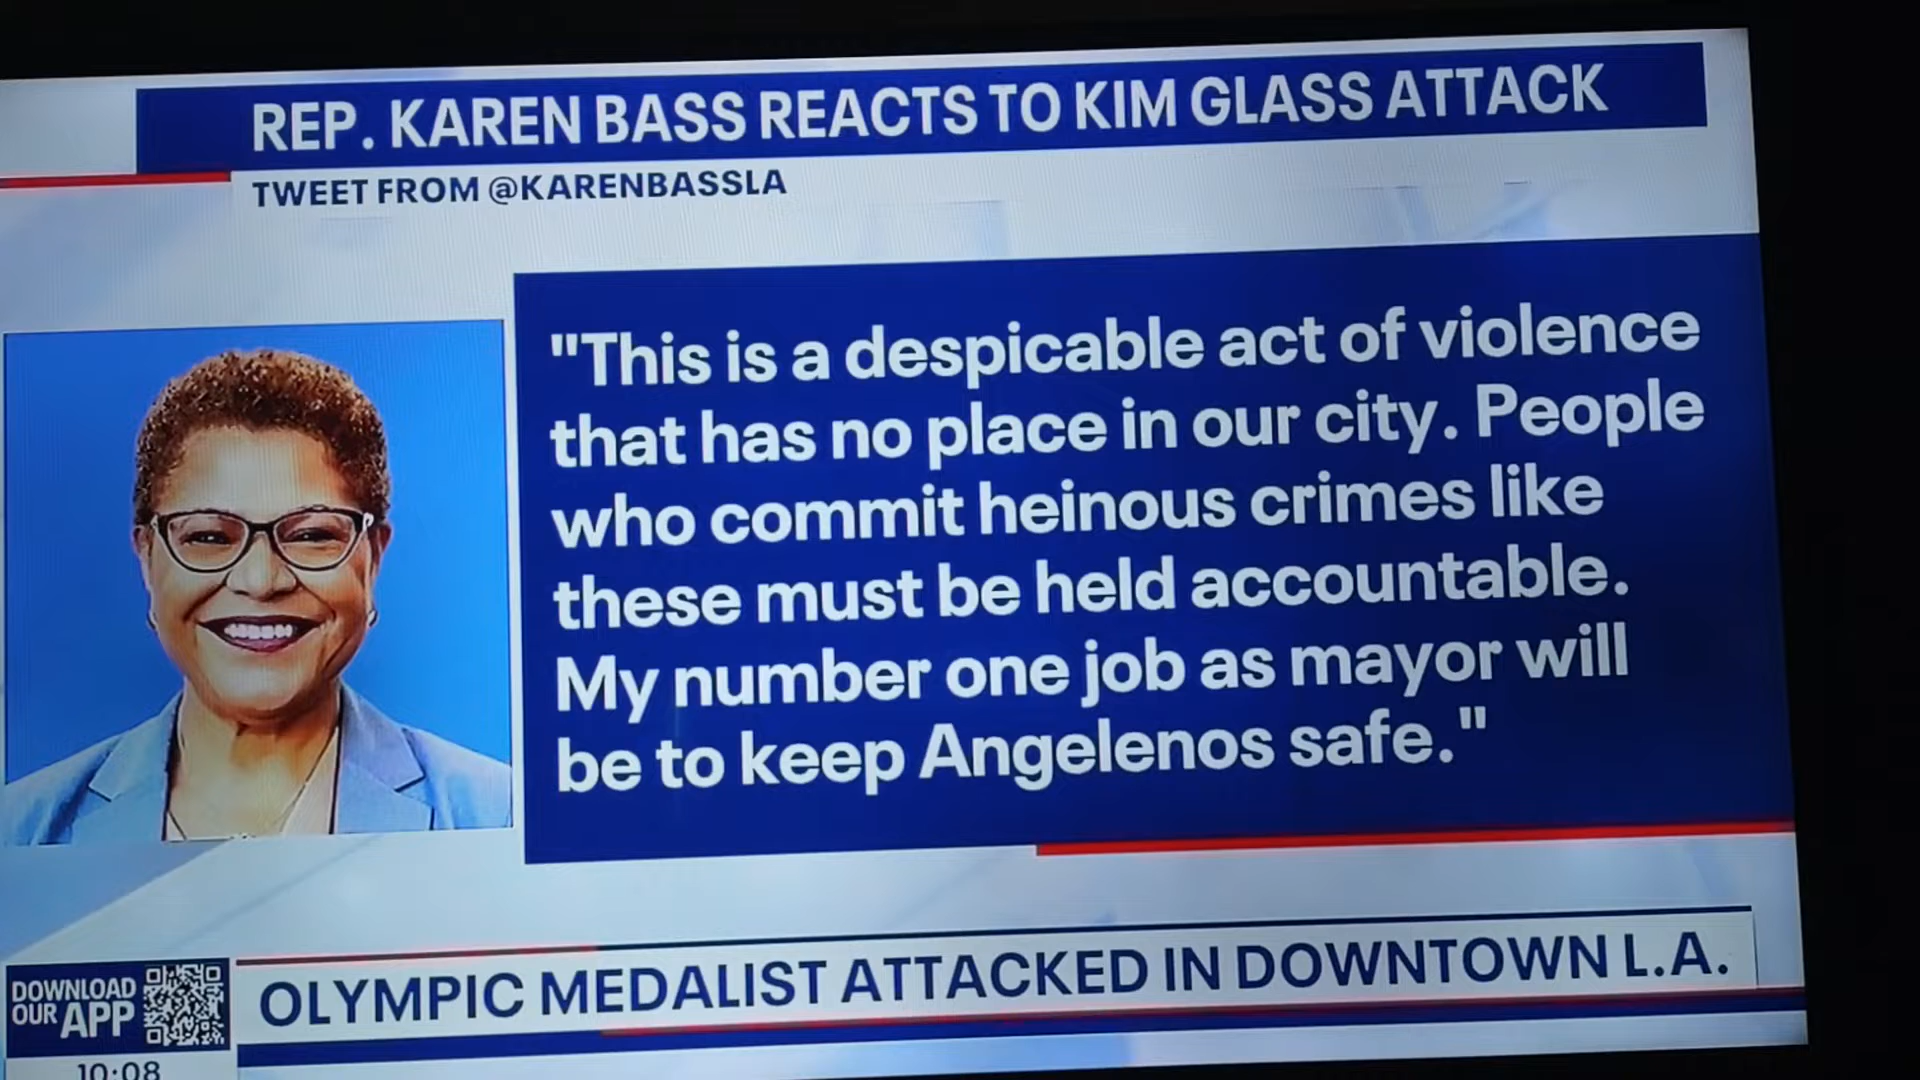 REP. KAREN BASS REACTS TO KIM GLASS ATTACK
TWEET FROM @KARENBASSLA
"This is a despicable act of violence
that has no place in our city. People
who commit heinous crimes like
these must be held accountable.
My number one job as mayor will
be to keep Angelenos safe."
DOWNLOAD
OUR APP
OLYMPIC MEDALIST ATTACKED IN DOWNTOWN L.A.
10:08